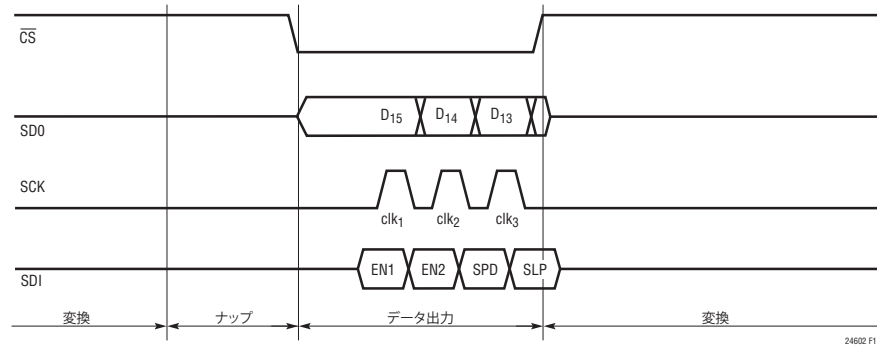 CS
D15 D14 D13
SD0
SCK
clk1 clk2 clk3
EN1 EN2 SPD SLP
SDI
変換 ナップ データ出力 変換
24602 F1